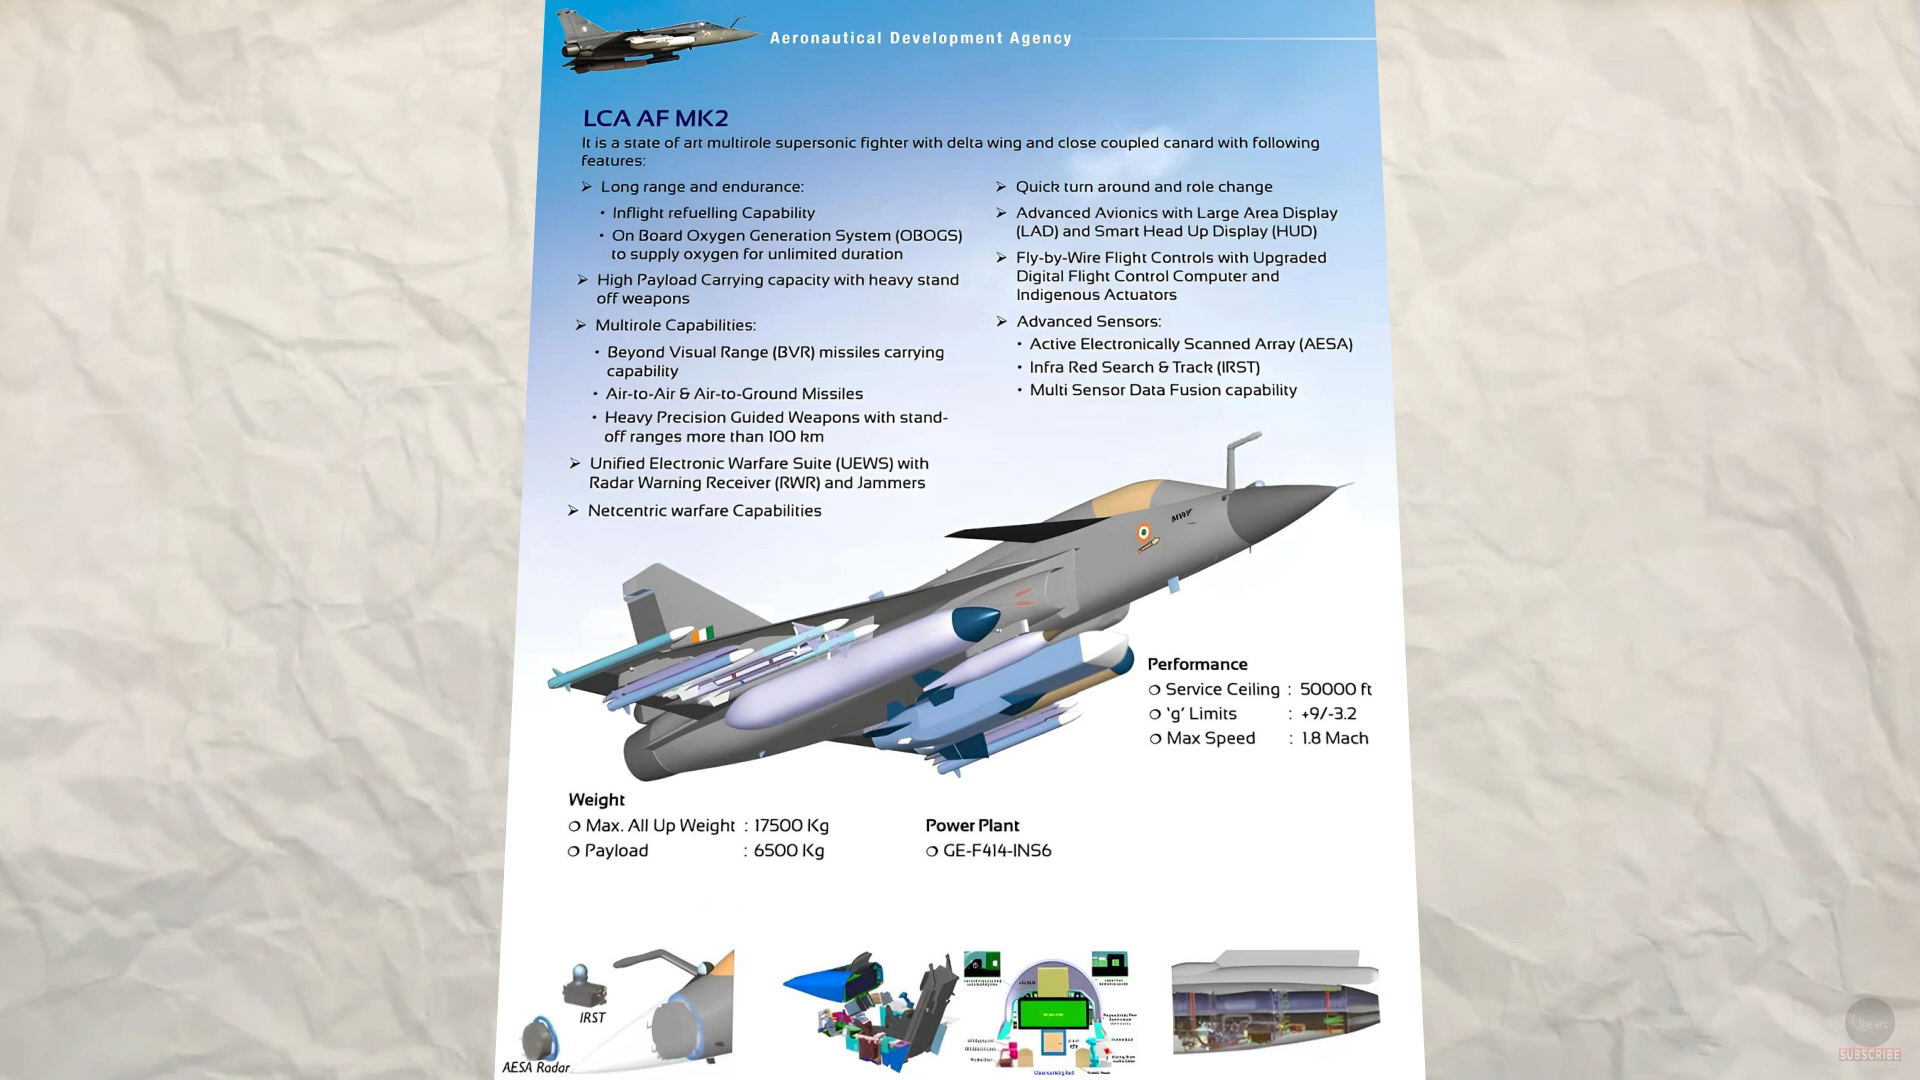 Aeronautical Development Agency
LCA AF MK2
It is a state of art multirole supersonic fighter with delta wing and close coupled canard with following
features:
➢ Long range and endurance:
• Inflight refuelling Capability
• On Board Oxygen Generation System (OBOGS)
to supply oxygen for unlimited duration
➢ High Payload Carrying capacity with heavy stand
off weapons
➢ Multirole Capabilities:
• Beyond Visual Range (BVR) missiles carrying
capability
• Air-to-Air & Air-to-Ground Missiles
• Heavy Precision Guided Weapons with stand-
off ranges more than 100 km
➢ Unified Electronic Warfare Suite (UEWS) with
Radar Warning Receiver (RWR) and Jammers
➢ Netcentric warfare Capabilities
➢ Quick turn around and role change
➢ Advanced Avionics with Large Area Display
(LAD) and Smart Head Up Display (HUD)
➢ Fly-by-Wire Flight Controls with Upgraded
Digital Flight Control Computer and
Indigenous Actuators
➢ Advanced Sensors:
• Active Electronically Scanned Array (AESA)
• Infra Red Search & Track (IRST)
• Multi Sensor Data Fusion capability
Performance
Service Ceiling : 50000 ft
‘g’ Limits : +9/-3.2
Max Speed : 1.8 Mach
Weight
Max. All Up Weight : 17500 Kg
Payload : 6500 Kg
Power Plant
GE-F414-INS6
IRST
AESA Radar
the arc
SUBSCRIBE